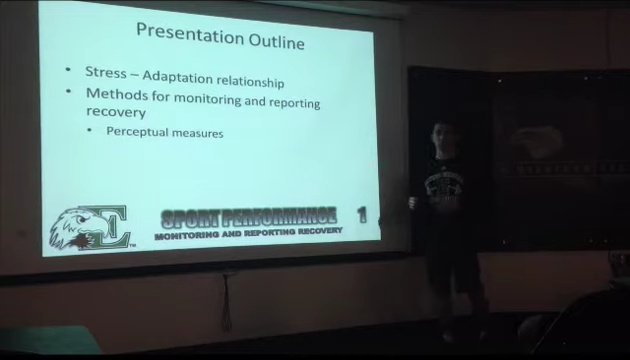 Presentation Outline
• Stress – Adaptation relationship
• Methods for monitoring and reporting
recovery
• Perceptual measures
E
TM
SPORT PERFORMANCE
MONITORING AND REPORTING RECOVERY
1